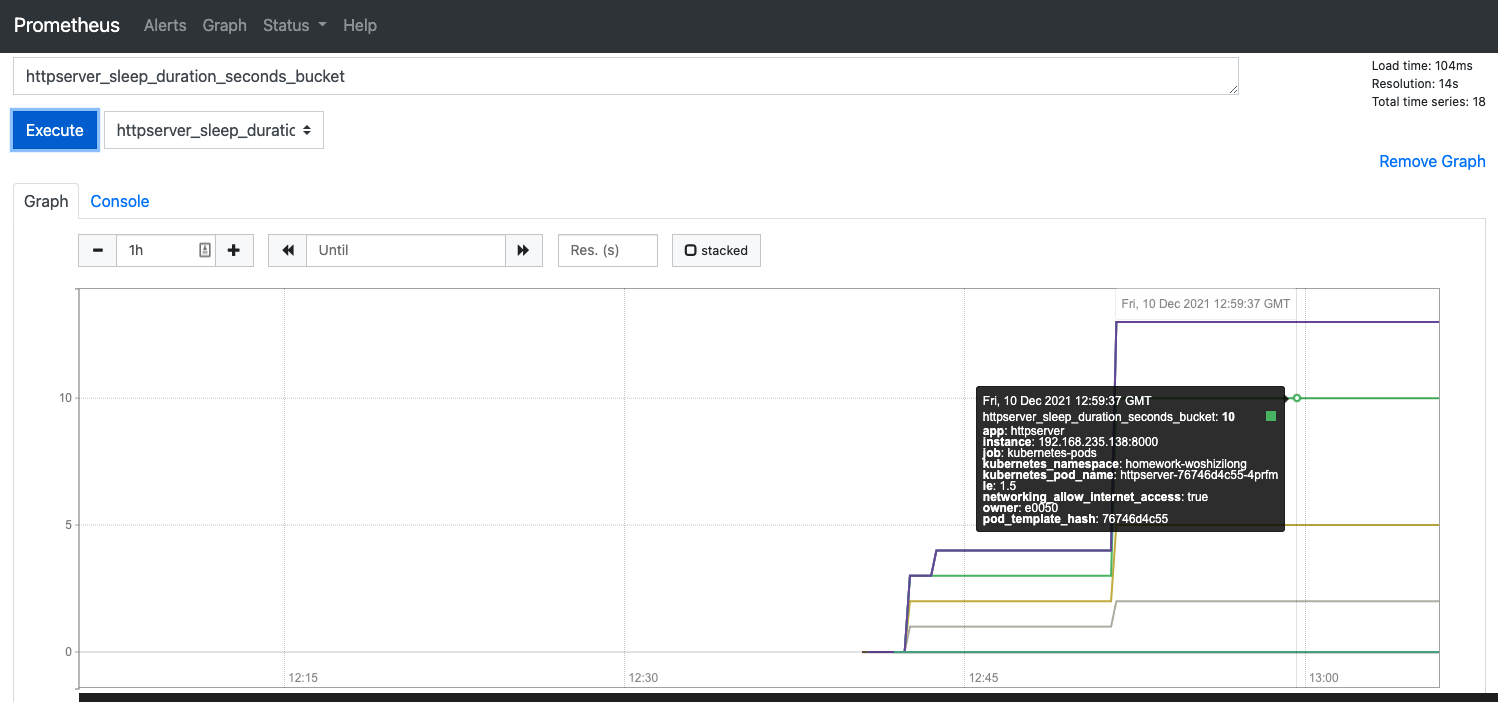 Prometheus Alerts Graph Status Help
httpserver_sleep_duration_seconds_bucket
Load time: 104ms
Resolution: 14s
Total time series: 18
Execute httpserver_sleep_duratic
Remove Graph
Graph Console
1h Until Res. (s) stacked
Fri, 10 Dec 2021 12:59:37 GMT
10
5
0
Fri, 10 Dec 2021 12:59:37 GMT
httpserver_sleep_duration_seconds_bucket: 10
app: httpserver
instance: 192.168.235.138:8000
job: kubernetes-pods
kubernetes_namespace: homework-woshizilong
kubernetes_pod_name: httpserver-76746d4c55-4prfm
le: 1.5
networking_allow_internet_access: true
owner: e0050
pod_template_hash: 76746d4c55
12:15 12:30 12:45 13:00